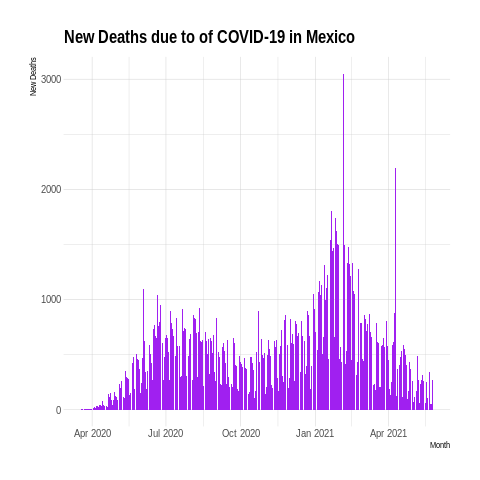 New Deaths due to of COVID-19 in Mexico
New Deaths
3000
2000
1000
0
Apr 2020 Jul 2020 Oct 2020 Jan 2021 Apr 2021
Month